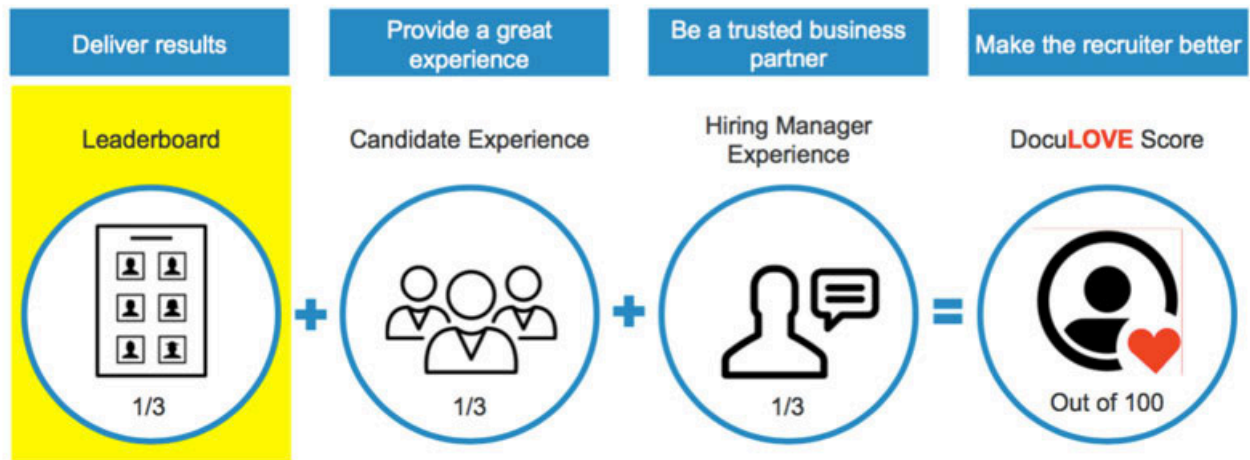 Deliver results
Provide a great
experience
Be a trusted business
partner
Make the recruiter better
Leaderboard
Candidate Experience
Hiring Manager
Experience
DocuLOVE Score
+
+
=
1/3
1/3
1/3
Out of 100